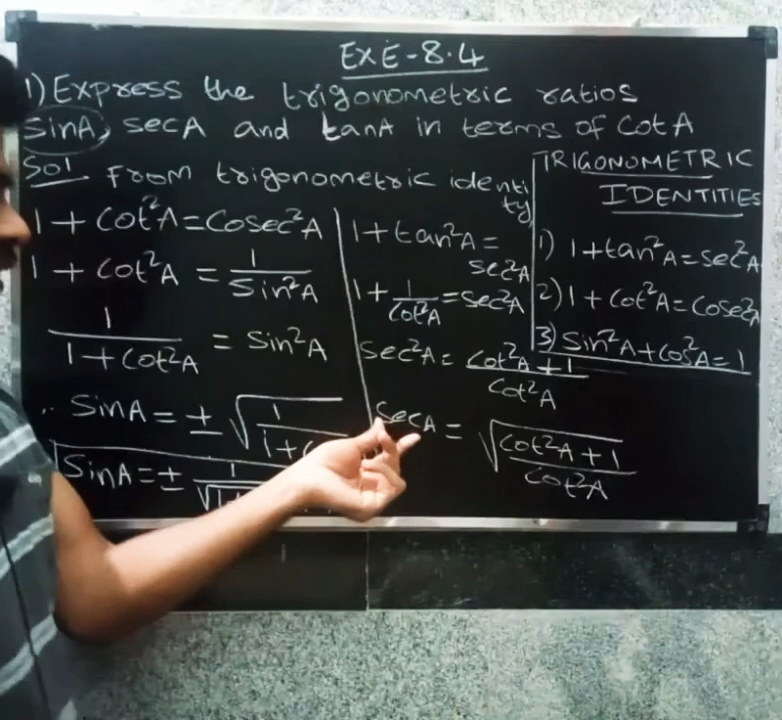 EXE-8.4
1) Express the trigonometric ratios
sinA, secA and tanA in terms of CotA
Sol From trigonometric identi
ty
1 + Cot²A = Cosec²A
1 + Cot²A = 1/Sin²A
1/(1 + Cot²A) = Sin²A
∴ SinA = ± √(1/(1+c
SinA = ± 1/√(1+
1 + tan²A =
sec²A
1 + 1/Cot²A = sec²A
sec²A = (Cot²A + 1)/Cot²A
secA = √((Cot²A + 1)/Cot²A)
TRIGONOMETRIC
IDENTITIES
1) 1+tan²A = sec²A
2) 1 + Cot²A = Cosec²A
3) Sin²A + Cos²A = 1